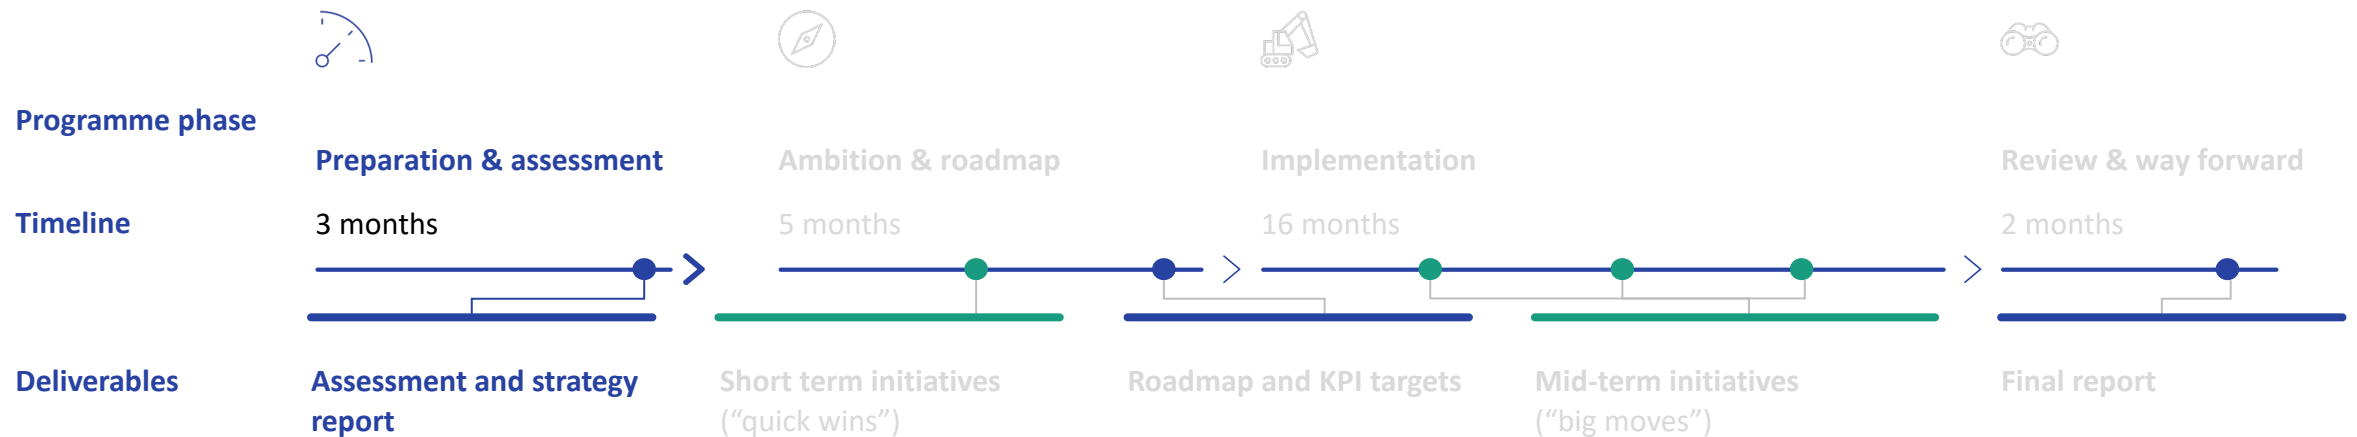 Programme phase
Preparation & assessment
Ambition & roadmap
Implementation
Review & way forward
Timeline
3 months
5 months
16 months
2 months
Deliverables
Assessment and strategy
report
Short term initiatives
(“quick wins”)
Roadmap and KPI targets
Mid-term initiatives
(“big moves”)
Final report